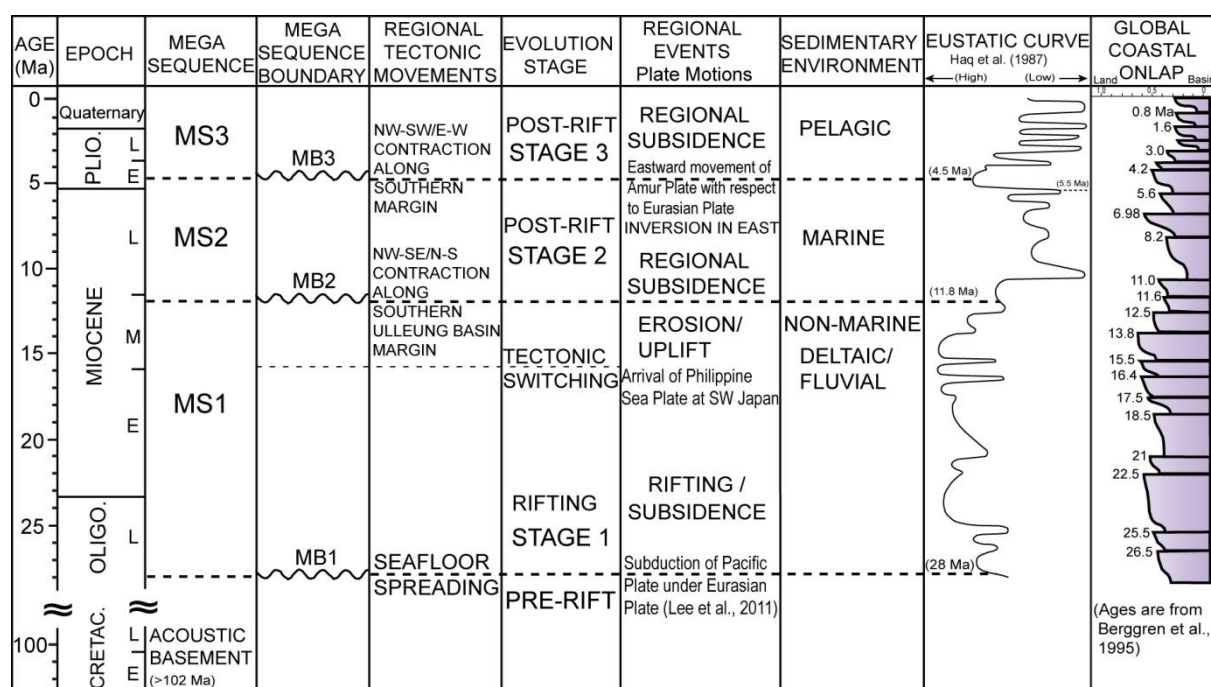 AGE
(Ma)
EPOCH
MEGA
SEQUENCE
MEGA
SEQUENCE
BOUNDARY
REGIONAL
TECTONIC
MOVEMENTS
EVOLUTION
STAGE
REGIONAL
EVENTS
Plate Motions
SEDIMENTARY
ENVIRONMENT
EUSTATIC CURVE
Haq et al. (1987)
(High) (Low)
GLOBAL
COASTAL
ONLAP
Land Basin
1,0 0,5 0
0
5
10
15
20
25
100
Quaternary
PLIO.
L
E
MIOCENE
L
M
E
OLIGO.
L
CRETAC.
L
E
MS3
MS2
MS1
ACOUSTIC
BASEMENT
(>102 Ma)
MB3
MB2
MB1
NW-SW/E-W
CONTRACTION
ALONG
SOUTHERN
MARGIN
NW-SE/N-S
CONTRACTION
ALONG
SOUTHERN
ULLEUNG BASIN
MARGIN
SEAFLOOR
SPREADING
POST-RIFT
STAGE 3
POST-RIFT
STAGE 2
TECTONIC
SWITCHING
RIFTING
STAGE 1
PRE-RIFT
REGIONAL
SUBSIDENCE
Eastward movement of
Amur Plate with respect
to Eurasian Plate
INVERSION IN EAST
REGIONAL
SUBSIDENCE
EROSION/
UPLIFT
Arrival of Philippine
Sea Plate at SW Japan
RIFTING /
SUBSIDENCE
Subduction of Pacific
Plate under Eurasian
Plate (Lee et al., 2011)
PELAGIC
MARINE
NON-MARINE
DELTAIC/
FLUVIAL
(4.5 Ma)
(5.5 Ma)
(11.8 Ma)
(28 Ma)
0.8 Ma
1.6
3.0
4.2
5.6
6.98
8.2
11.0
11.6
12.5
13.8
15.5
16.4
17.5
18.5
21
22.5
25.5
26.5
(Ages are from
Berggren et al.,
1995)